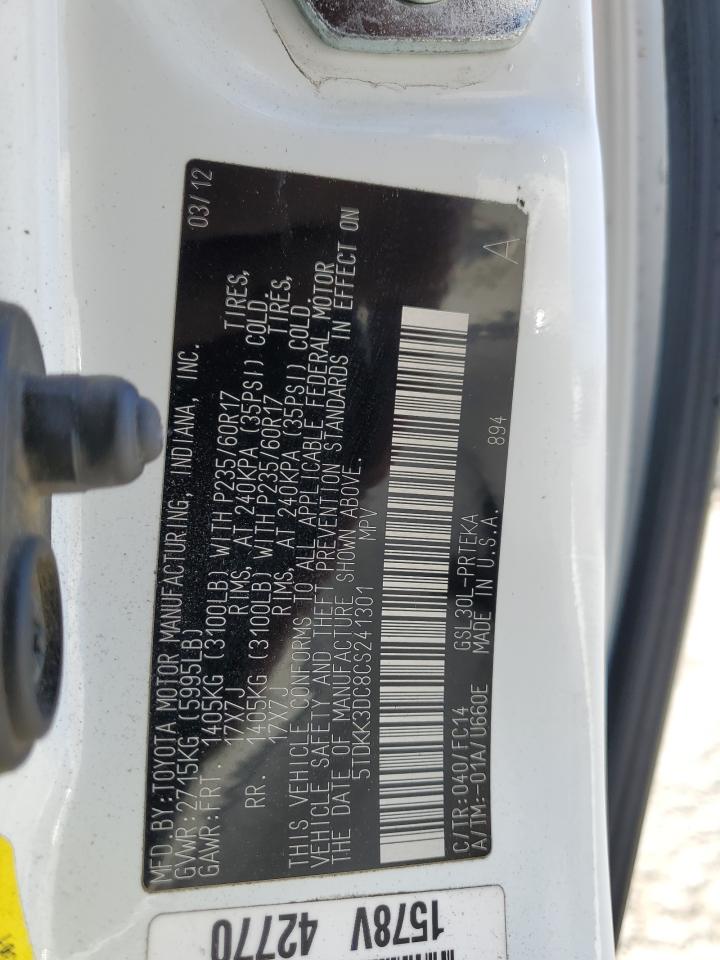 MFD.BY:TOYOTA MOTOR MANUFACTURING, INDIANA, INC. 03/12
GVWR:2715KG (5995LB)
GAWR:FRT. 1405KG (3100LB) WITH P235/60R17 TIRES,
17X7J RIMS, AT 240KPA (35PSI) COLD.
RR. 1405KG (3100LB) WITH P235/60R17 TIRES,
17X7J RIMS, AT 240KPA (35PSI) COLD.
THIS VEHICLE CONFORMS TO ALL APPLICABLE FEDERAL MOTOR
VEHICLE SAFETY AND THEFT PREVENTION STANDARDS IN EFFECT ON
THE DATE OF MANUFACTURE SHOWN ABOVE.
5TDKK3DC8CS241301 MPV
C/TR:040/FC14 GSL30L-PRTEKA 894 A
A/TM:-01A/U660E MADE IN U.S.A.
1578V
42770